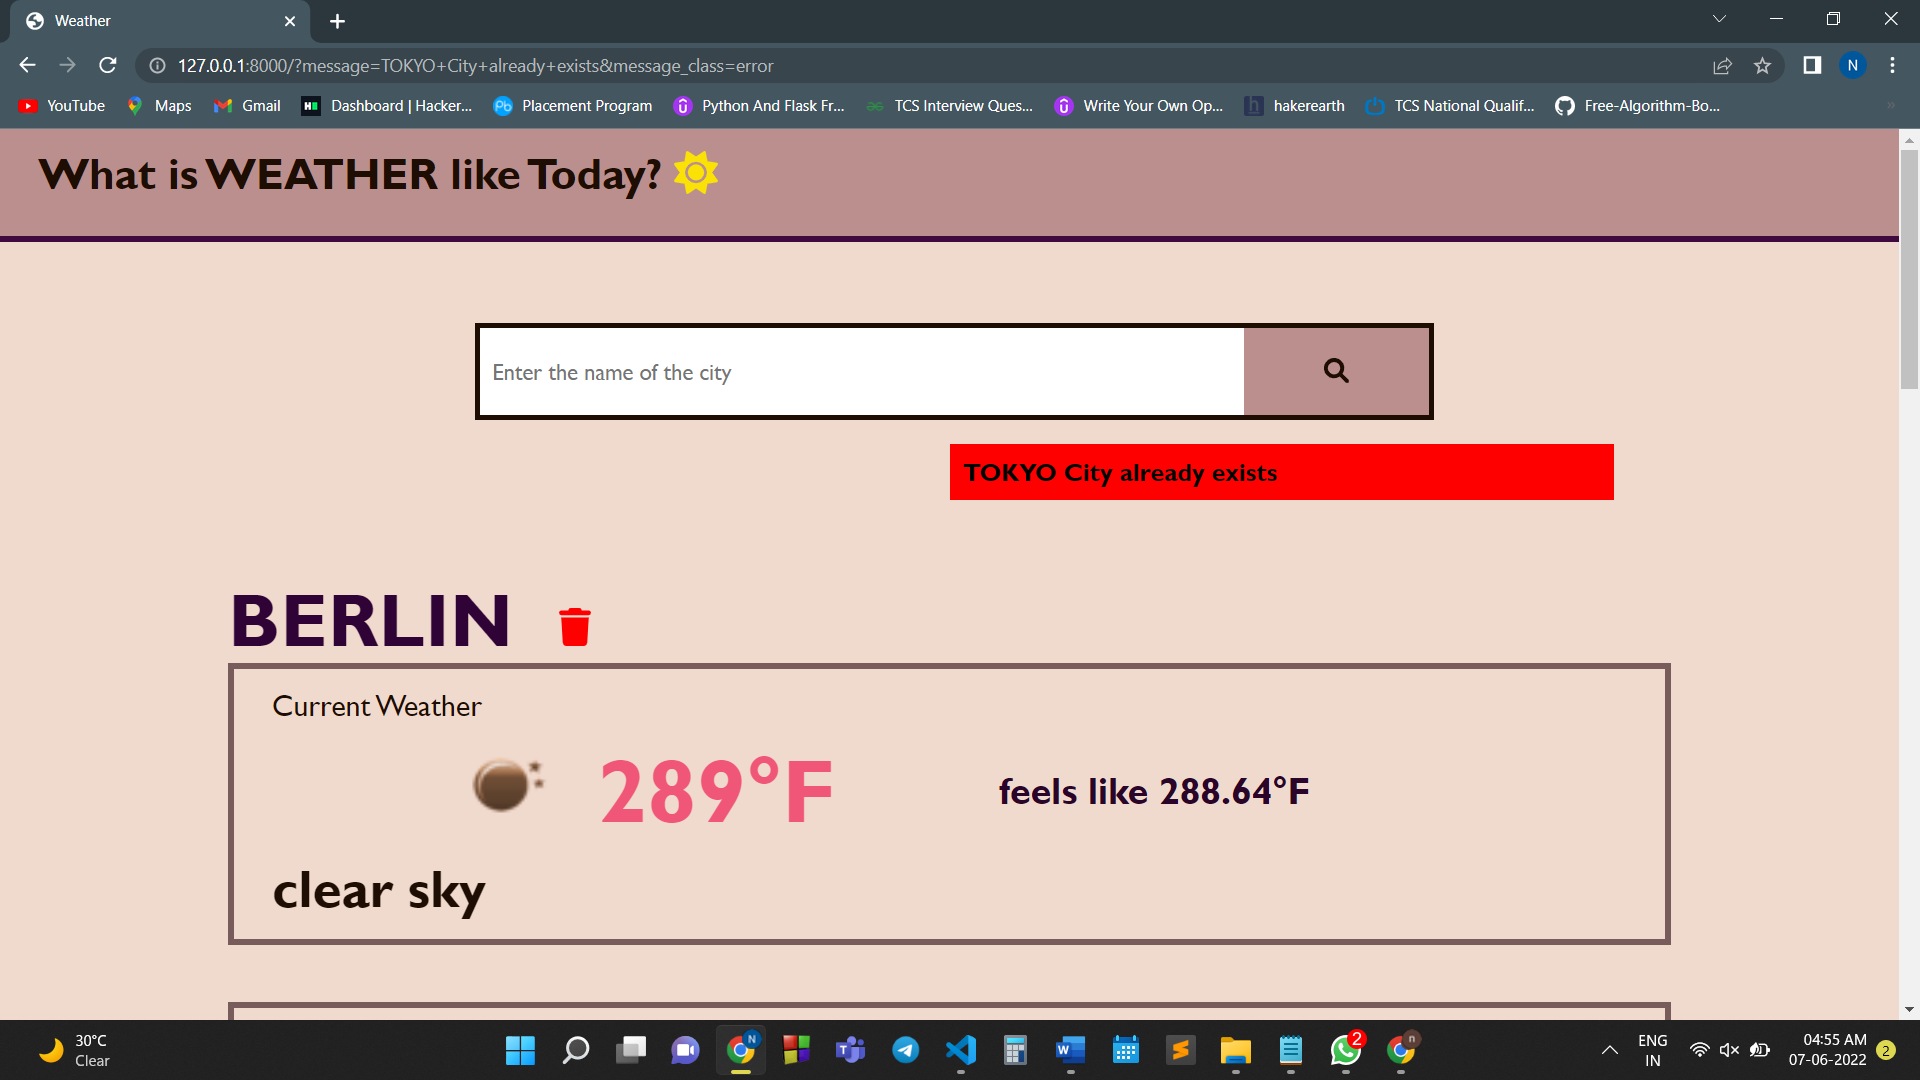 Weather
127.0.0.1:8000/?message=TOKYO+City+already+exists&message_class=error
N
YouTube Maps Gmail Dashboard | Hacker... Placement Program Python And Flask Fr... TCS Interview Ques... Write Your Own Op... hakerearth TCS National Qualif... Free-Algorithm-Bo...
What is WEATHER like Today?
Enter the name of the city
TOKYO City already exists
BERLIN
Current Weather
289°F
feels like 288.64°F
clear sky
30°C
Clear
2
ENG
IN
04:55 AM
07-06-2022
2